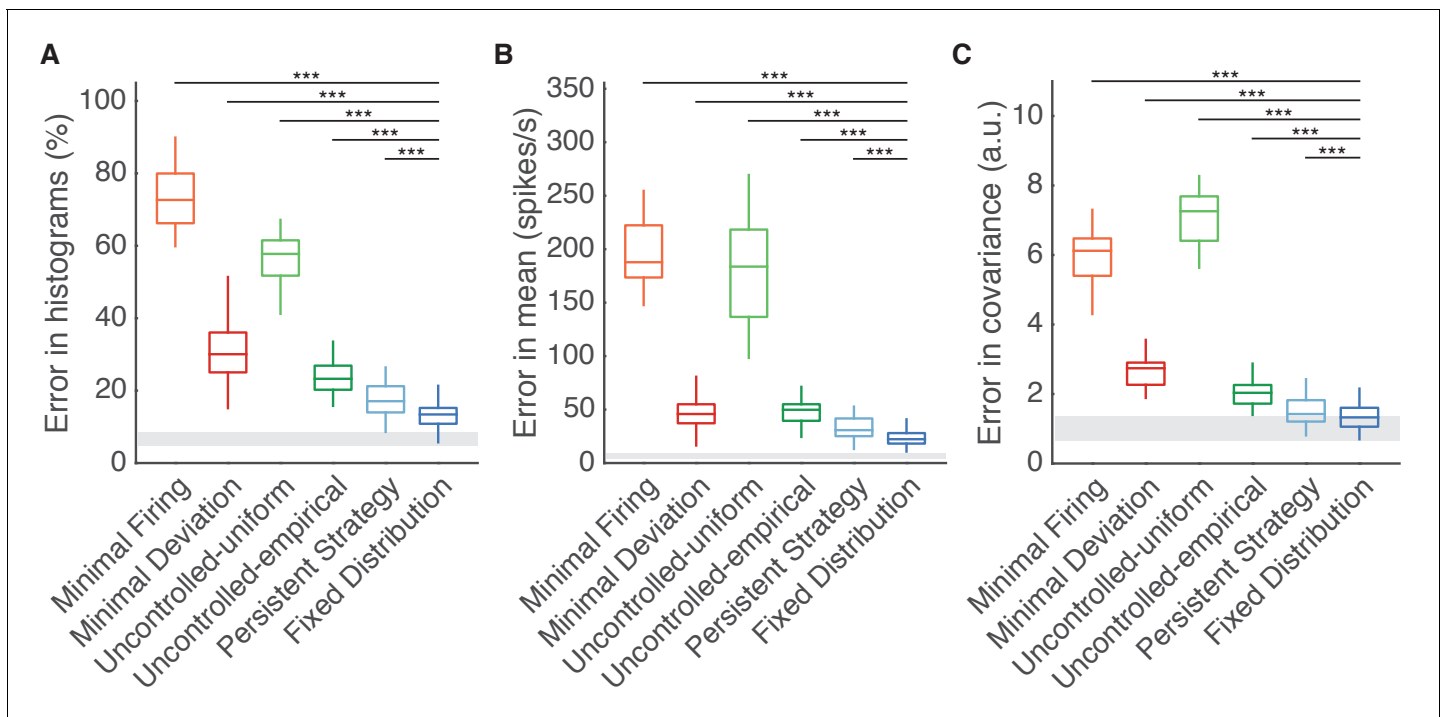 A
Error in histograms (%)
100
80
60
40
20
0
***
***
***
***
***
Minimal Firing
Minimal Deviation
Uncontrolled-uniform
Uncontrolled-empirical
Persistent Strategy
Fixed Distribution
B
Error in mean (spikes/s)
350
300
250
200
150
100
50
0
***
***
***
***
***
Minimal Firing
Minimal Deviation
Uncontrolled-uniform
Uncontrolled-empirical
Persistent Strategy
Fixed Distribution
C
Error in covariance (a.u.)
10
8
6
4
2
0
***
***
***
***
***
Minimal Firing
Minimal Deviation
Uncontrolled-uniform
Uncontrolled-empirical
Persistent Strategy
Fixed Distribution